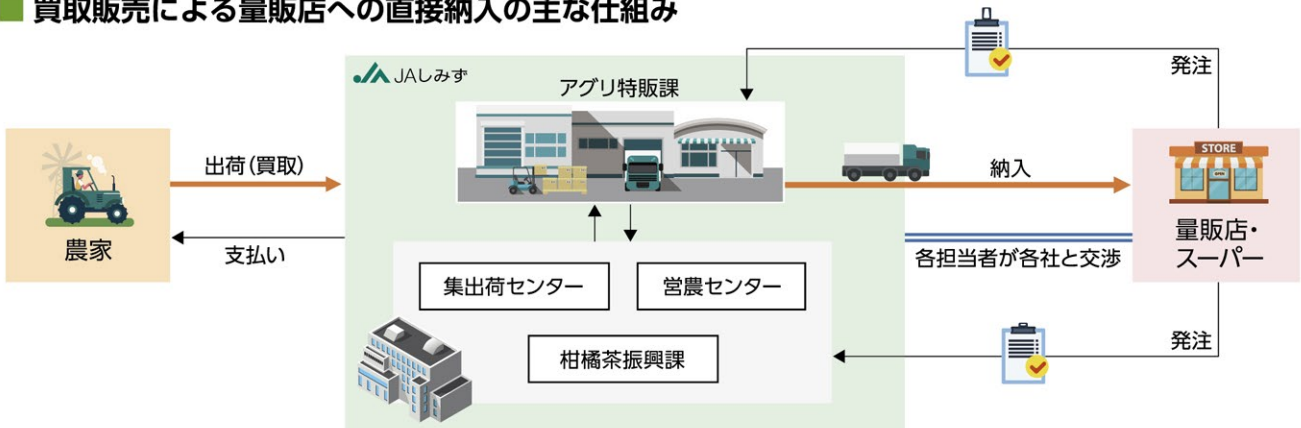 ■ 買取販売による量販店への直接納入の主な仕組み
JAしみず
アグリ特販課
発注
STORE
OPEN
出荷（買取）
納入
農家
支払い
量販店・
スーパー
各担当者が各社と交渉
集出荷センター
営農センター
柑橘茶振興課
発注